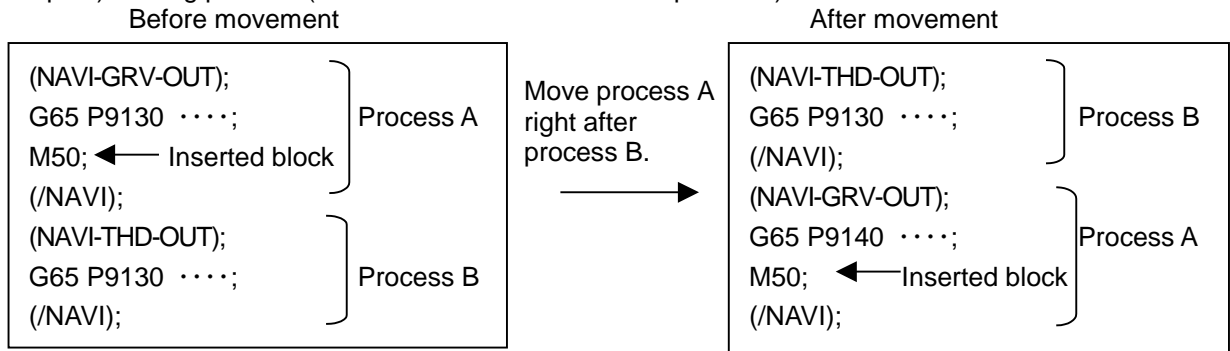 Before movement
After movement
(NAVI-GRV-OUT);
G65 P9130 ････;
Process A
M50; Inserted block
(/NAVI);
(NAVI-THD-OUT);
G65 P9130 ････;
Process B
(/NAVI);
Move process A
right after
process B.
(NAVI-THD-OUT);
G65 P9130 ････;
Process B
(/NAVI);
(NAVI-GRV-OUT);
G65 P9140 ････;
Process A
M50; Inserted block
(/NAVI);